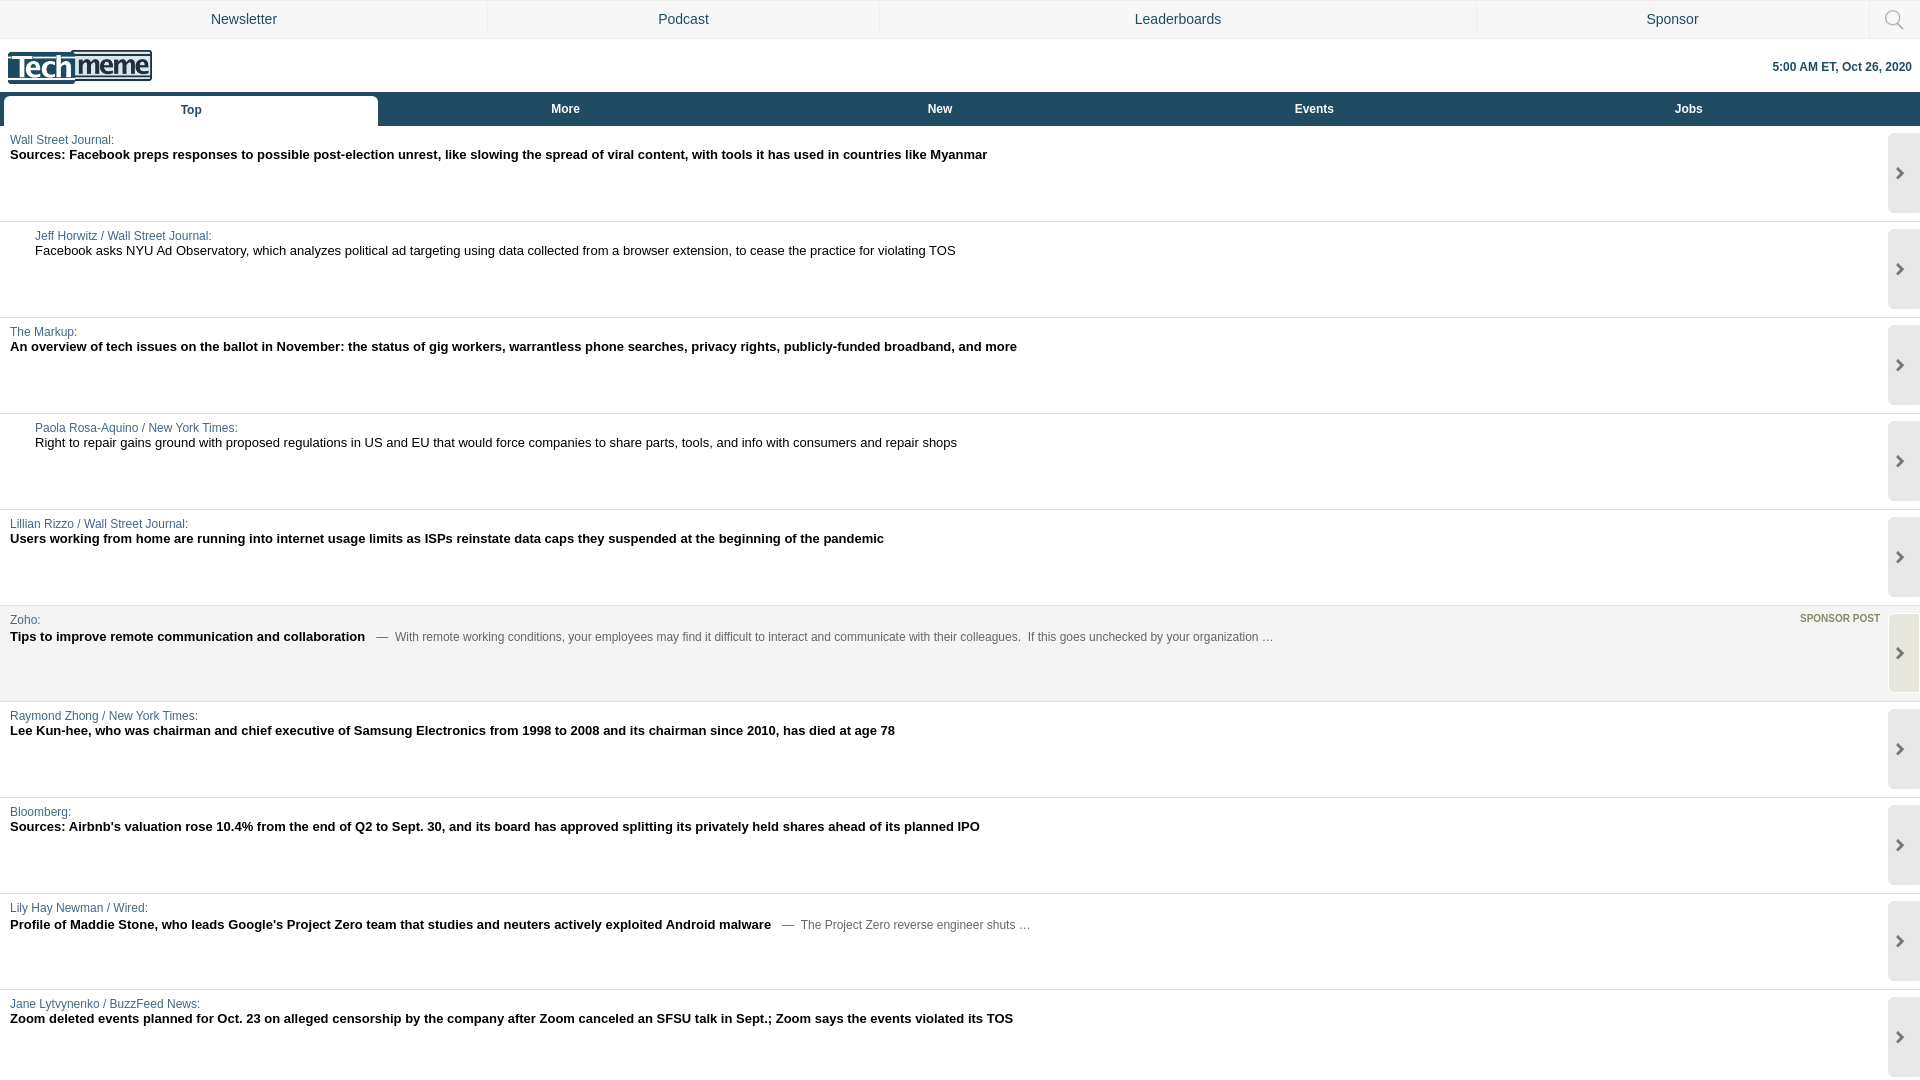 Newsletter
Podcast
Leaderboards
Sponsor
Techmeme
5:00 AM ET, Oct 26, 2020
Top
More
New
Events
Jobs
Wall Street Journal:
Sources: Facebook preps responses to possible post-election unrest, like slowing the spread of viral content, with tools it has used in countries like Myanmar
Jeff Horwitz / Wall Street Journal:
Facebook asks NYU Ad Observatory, which analyzes political ad targeting using data collected from a browser extension, to cease the practice for violating TOS
The Markup:
An overview of tech issues on the ballot in November: the status of gig workers, warrantless phone searches, privacy rights, publicly-funded broadband, and more
Paola Rosa-Aquino / New York Times:
Right to repair gains ground with proposed regulations in US and EU that would force companies to share parts, tools, and info with consumers and repair shops
Lillian Rizzo / Wall Street Journal:
Users working from home are running into internet usage limits as ISPs reinstate data caps they suspended at the beginning of the pandemic
Zoho:
SPONSOR POST
Tips to improve remote communication and collaboration — With remote working conditions, your employees may find it difficult to interact and communicate with their colleagues. If this goes unchecked by your organization …
Raymond Zhong / New York Times:
Lee Kun-hee, who was chairman and chief executive of Samsung Electronics from 1998 to 2008 and its chairman since 2010, has died at age 78
Bloomberg:
Sources: Airbnb's valuation rose 10.4% from the end of Q2 to Sept. 30, and its board has approved splitting its privately held shares ahead of its planned IPO
Lily Hay Newman / Wired:
Profile of Maddie Stone, who leads Google's Project Zero team that studies and neuters actively exploited Android malware — The Project Zero reverse engineer shuts …
Jane Lytvynenko / BuzzFeed News:
Zoom deleted events planned for Oct. 23 on alleged censorship by the company after Zoom canceled an SFSU talk in Sept.; Zoom says the events violated its TOS